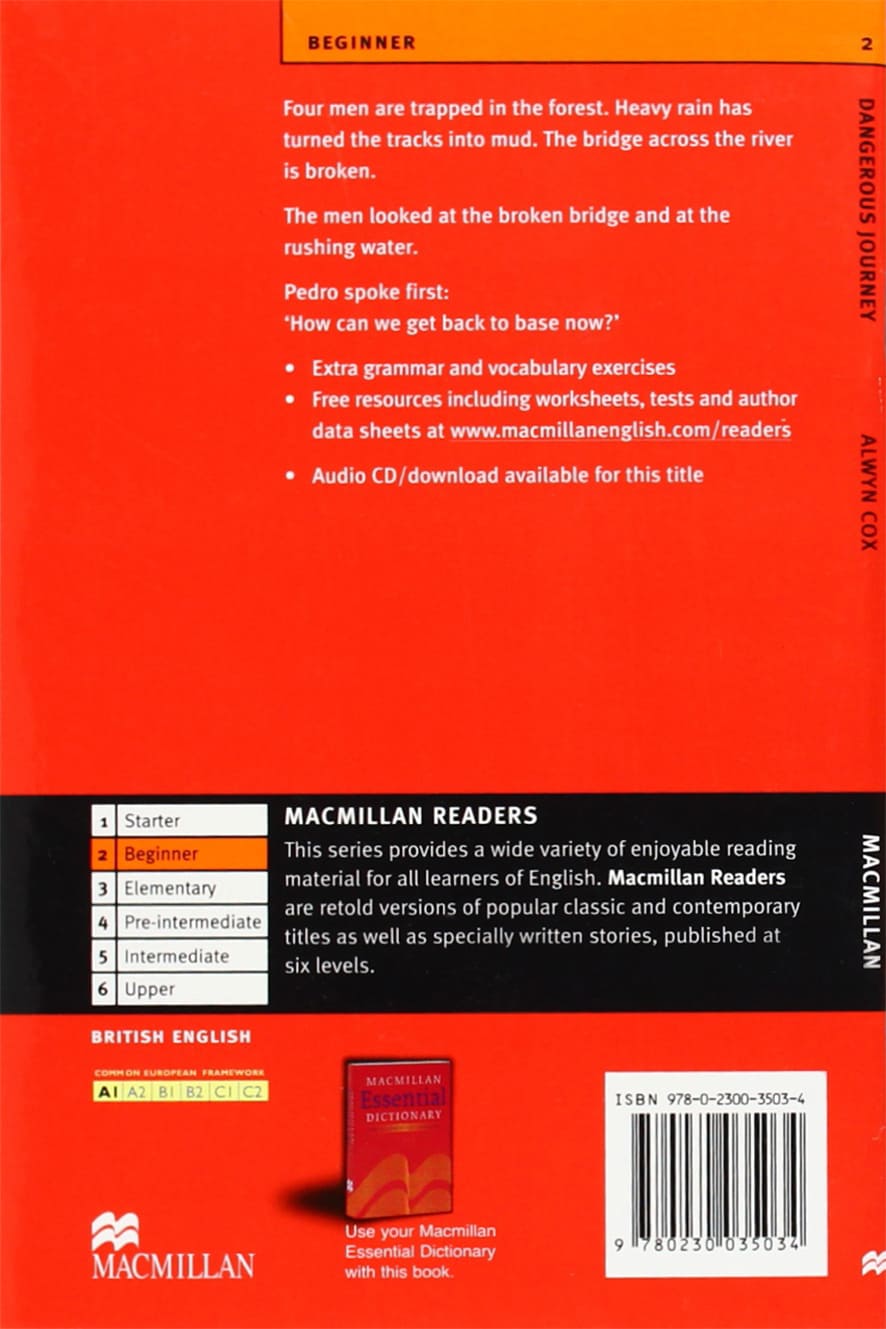 BEGINNER
2
Four men are trapped in the forest. Heavy rain has
turned the tracks into mud. The bridge across the river
is broken.
The men looked at the broken bridge and at the
rushing water.
Pedro spoke first:
‘How can we get back to base now?’
• Extra grammar and vocabulary exercises
• Free resources including worksheets, tests and author
data sheets at www.macmillanenglish.com/readers
• Audio CD/download available for this title
DANGEROUS JOURNEY
ALWYN COX
MACMILLAN
1 Starter
2 Beginner
3 Elementary
4 Pre-intermediate
5 Intermediate
6 Upper
MACMILLAN READERS
This series provides a wide variety of enjoyable reading
material for all learners of English. Macmillan Readers
are retold versions of popular classic and contemporary
titles as well as specially written stories, published at
six levels.
BRITISH ENGLISH
COMMON EUROPEAN FRAMEWORK
A1 A2 B1 B2 C1 C2
MACMILLAN
Essential
DICTIONARY
Use your Macmillan
Essential Dictionary
with this book.
MACMILLAN
ISBN 978-0-2300-3503-4
9 780230 035034